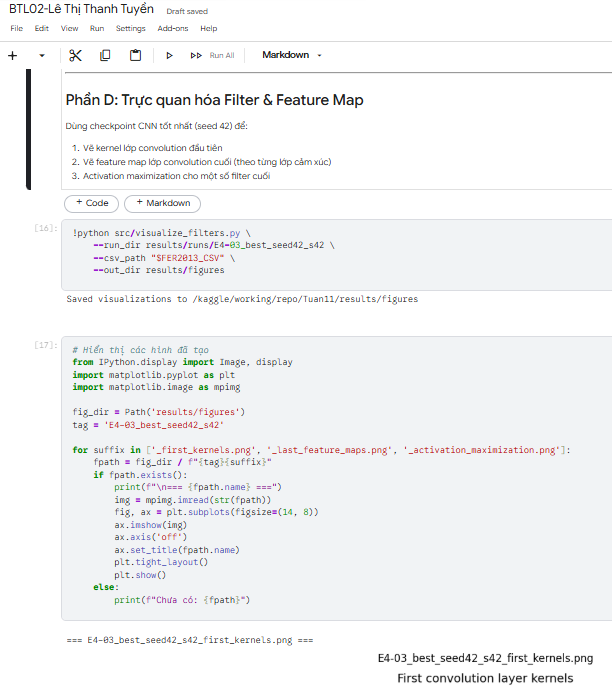 BTL02-Lê Thị Thanh Tuyền Draft saved
File Edit View Run Settings Add-ons Help
Run All Markdown
Phần D: Trực quan hóa Filter & Feature Map
Dùng checkpoint CNN tốt nhất (seed 42) để:
1. Vẽ kernel lớp convolution đầu tiên
2. Vẽ feature map lớp convolution cuối (theo từng lớp cảm xúc)
3. Activation maximization cho một số filter cuối
+ Code + Markdown
[16]:
!python src/visualize_filters.py \
--run_dir results/runs/E4-03_best_seed42_s42 \
--csv_path "$FER2013_CSV" \
--out_dir results/figures
Saved visualizations to /kaggle/working/repo/Tuan11/results/figures
[17]:
# Hiển thị các hình đã tạo
from IPython.display import Image, display
import matplotlib.pyplot as plt
import matplotlib.image as mpimg
fig_dir = Path('results/figures')
tag = 'E4-03_best_seed42_s42'
for suffix in ['_first_kernels.png', '_last_feature_maps.png', '_activation_maximization.png']:
fpath = fig_dir / f"{tag}{suffix}"
if fpath.exists():
print(f"\n=== {fpath.name} ===")
img = mpimg.imread(str(fpath))
fig, ax = plt.subplots(figsize=(14, 8))
ax.imshow(img)
ax.axis('off')
ax.set_title(fpath.name)
plt.tight_layout()
plt.show()
else:
print(f"Chưa có: {fpath}")
=== E4-03_best_seed42_s42_first_kernels.png ===
E4-03_best_seed42_s42_first_kernels.png
First convolution layer kernels